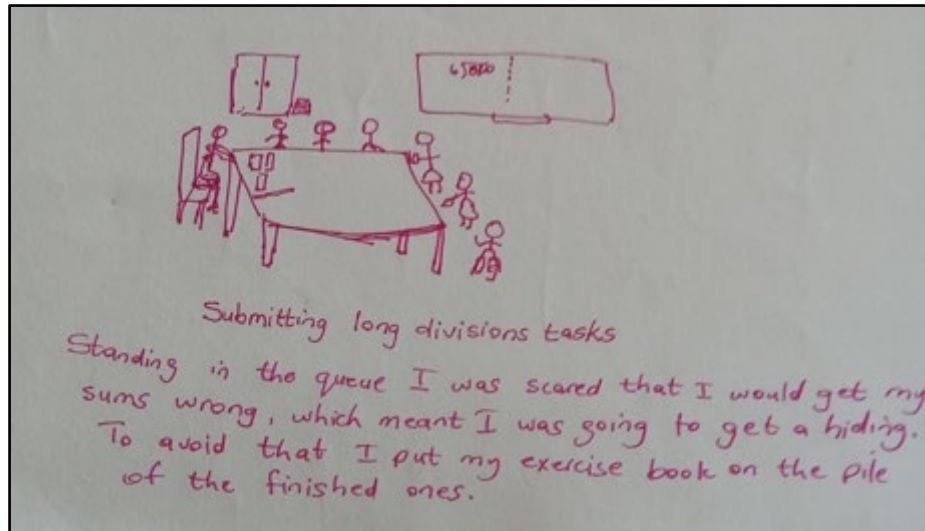 Submitting long divisions tasks
Standing in the queue I was scared that I would get my
sums wrong, which meant I was going to get a hiding.
To avoid that I put my exercise book on the pile
of the finished ones.